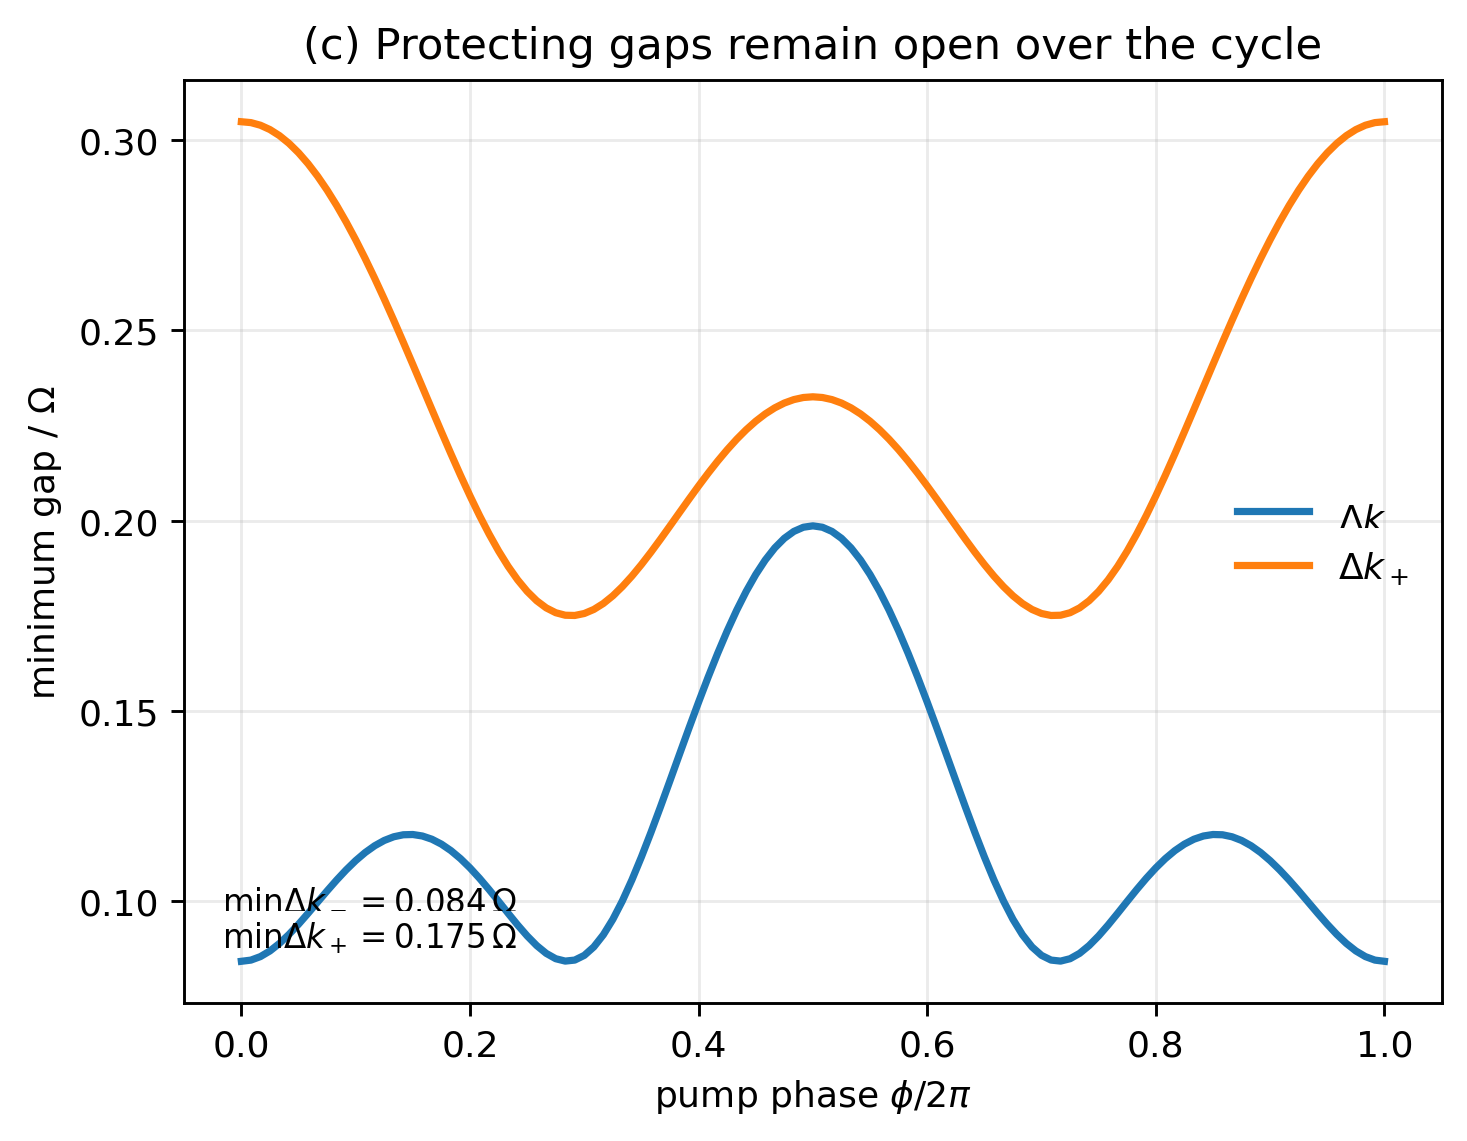 (c) Protecting gaps remain open over the cycle
minimum gap / Ω
0.30
0.25
0.20
0.15
0.10
Λk
Δk₊
minΔk₋ = 0.084 Ω
minΔk₊ = 0.175 Ω
0.0 0.2 0.4 0.6 0.8 1.0
pump phase ϕ/2π